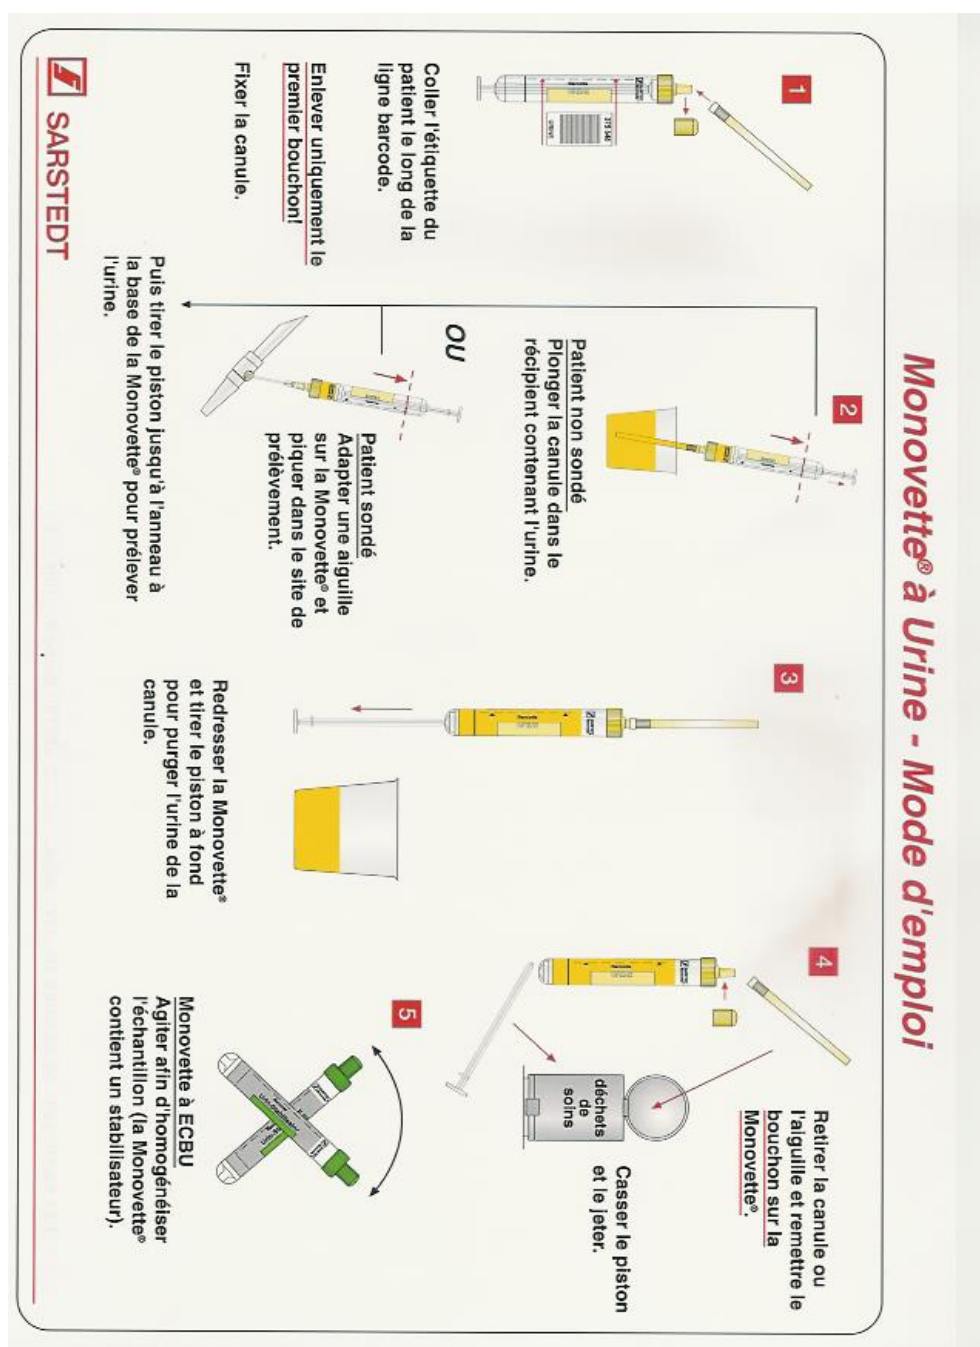 Monovette® à Urine - Mode d'emploi
1
Coller l'étiquette du
patient le long de la
ligne barcode.
Enlever uniquement le
premier bouchon!
Fixer la canule.
2
Patient non sondé
Plonger la canule dans le
récipient contenant l'urine.
OU
Patient sondé
Adapter une aiguille
sur la Monovette® et
piquer dans le site de
prélèvement.
Puis tirer le piston jusqu'à l'anneau à
la base de la Monovette® pour prélever
l'urine.
3
Redresser la Monovette®
et tirer le piston à fond
pour purger l'urine de la
canule.
4
Retirer la canule ou
l'aiguille et remettre le
bouchon sur la
Monovette®.
déchets
de
soins
Casser le piston
et le jeter.
5
Monovette à ECBU
Agiter afin d'homogénéiser
l'échantillon (la Monovette®
contient un stabilisateur).
SARSTEDT